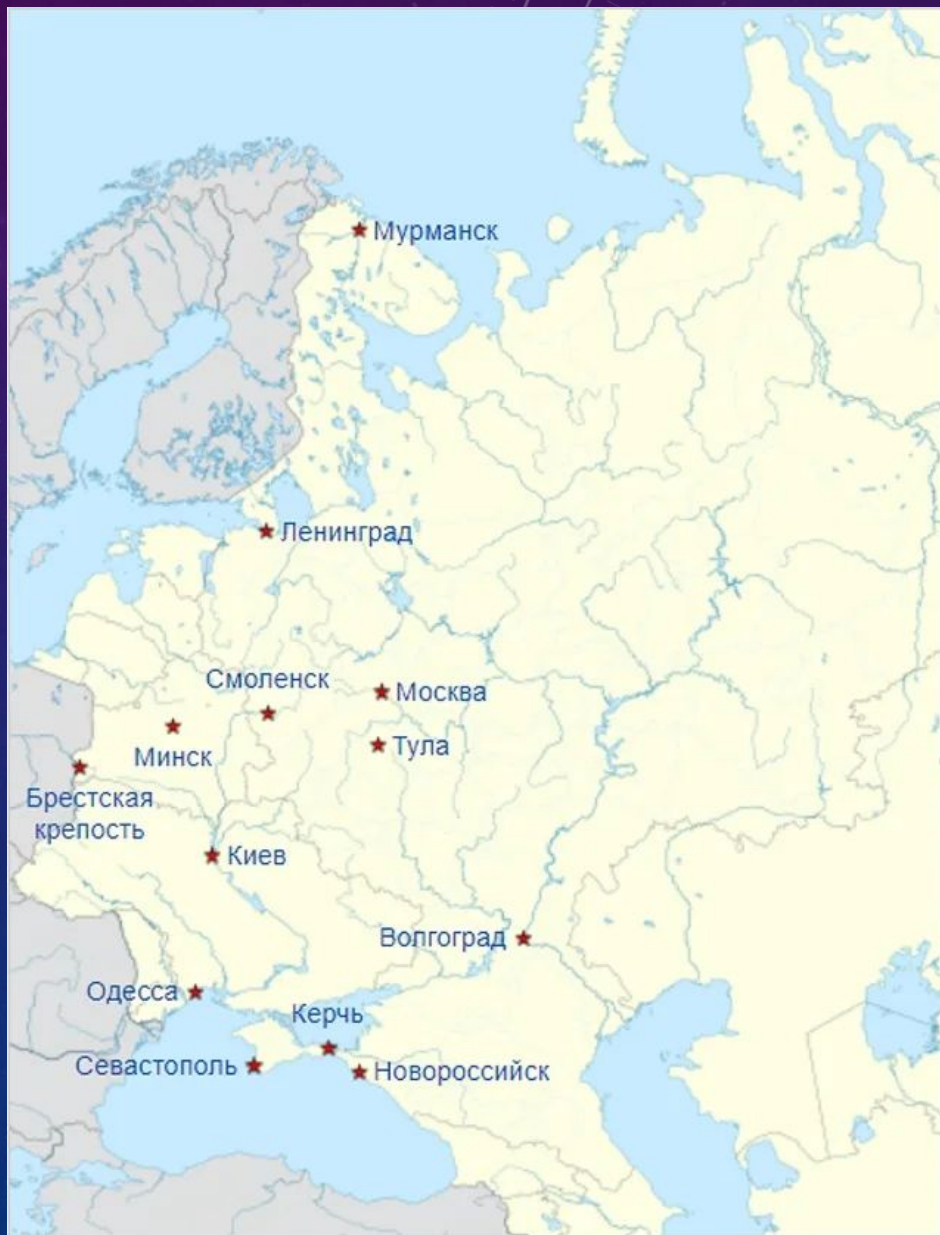 Мурманск
Ленинград
Смоленск
Москва
Минск
Тула
Брестская
крепость
Киев
Волгоград
Одесса
Керчь
Севастополь
Новороссийск